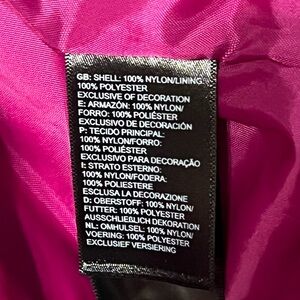 GB: SHELL: 100% NYLON/LINING:
100% POLYESTER
EXCLUSIVE OF DECORATION
E: ARMAZÓN: 100% NYLON/
FORRO: 100% POLIÉSTER
EXCLUSIVO DE DECORACIÓN
P: TECIDO PRINCIPAL:
100% NYLON/FORRO:
100% POLIÉSTER
EXCLUSIVO PARA DECORAÇÃO
I: STRATO ESTERNO:
100% NYLON/FODERA:
100% POLIESTERE
ESCLUSA LA DECORAZIONE
D: OBERSTOFF: 100% NYLON/
FUTTER: 100% POLYESTER
AUSSCHLIEßLICH DEKORATION
NL: OMHULSEL: 100% NYLON/
VOERING: 100% POLYESTER
EXCLUSIEF VERSIERING